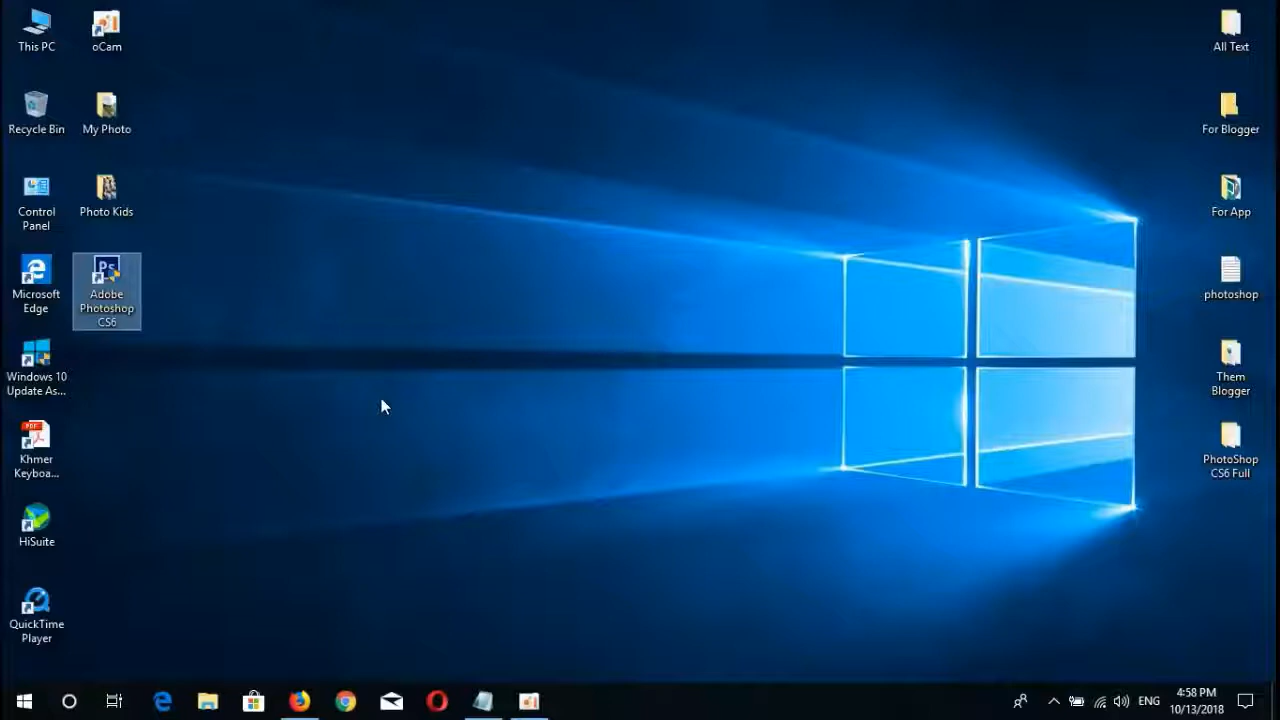 This PC
oCam
Recycle Bin
My Photo
Control
Panel
Photo Kids
Microsoft
Edge
Ps
Adobe
Photoshop
CS6
Windows 10
Update As...
PDF
Khmer
Keyboa...
HiSuite
QuickTime
Player
All Text
For Blogger
For App
photoshop
Them
Blogger
PhotoShop
CS6 Full
ENG
4:58 PM
10/13/2018